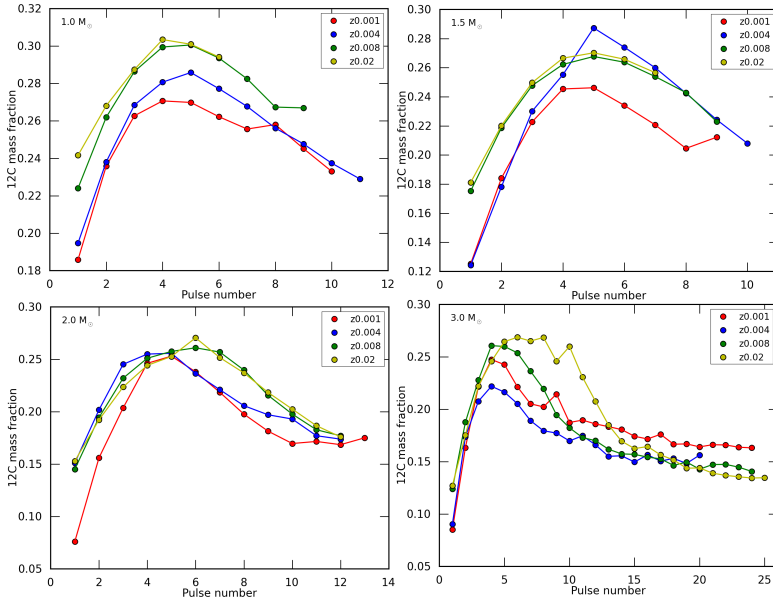 1.0 M☉
z0.001
z0.004
z0.008
z0.02
12C mass fraction
0.32
0.30
0.28
0.26
0.24
0.22
0.20
0.18
0 2 4 6 8 10 12
Pulse number
1.5 M☉
z0.001
z0.004
z0.008
z0.02
12C mass fraction
0.30
0.28
0.26
0.24
0.22
0.20
0.18
0.16
0.14
0.12
0 2 4 6 8 10
Pulse number
2.0 M☉
z0.001
z0.004
z0.008
z0.02
12C mass fraction
0.30
0.25
0.20
0.15
0.10
0.05
0 2 4 6 8 10 12 14
Pulse number
3.0 M☉
z0.001
z0.004
z0.008
z0.02
12C mass fraction
0.30
0.25
0.20
0.15
0.10
0.05
0 5 10 15 20 25
Pulse number